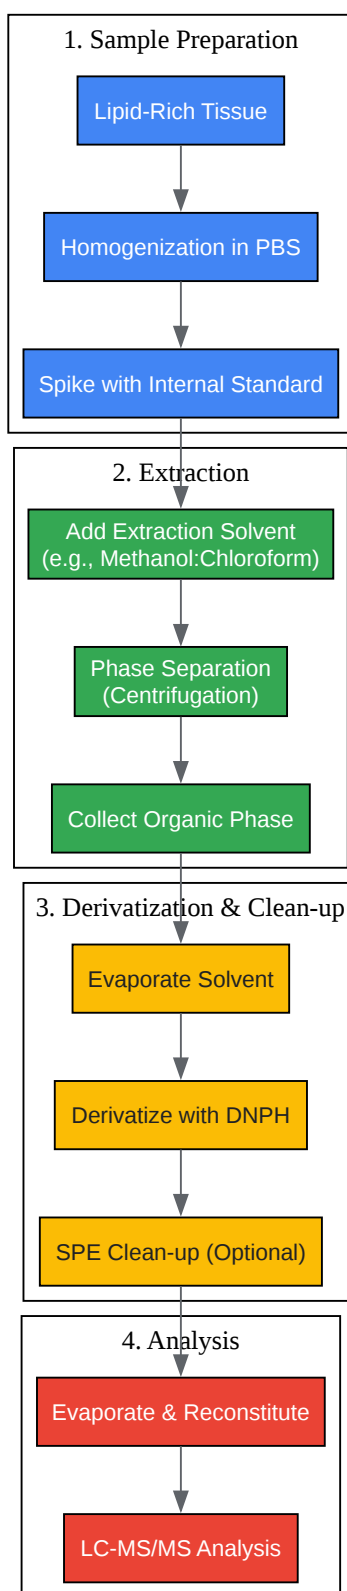 1. Sample Preparation
Lipid-Rich Tissue
Homogenization in PBS
Spike with Internal Standard
2. Extraction
Add Extraction Solvent
(e.g., Methanol:Chloroform)
Phase Separation
(Centrifugation)
Collect Organic Phase
3. Derivatization & Clean-up
Evaporate Solvent
Derivatize with DNPH
SPE Clean-up (Optional)
4. Analysis
Evaporate & Reconstitute
LC-MS/MS Analysis